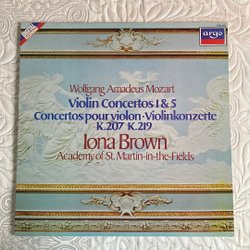 argo
Wolfgang Amadeus Mozart
Violin Concertos 1 & 5
Concertos pour violon·Violinkonzerte
K.207 K.219
Iona Brown
Academy of St. Martin-in-the-Fields